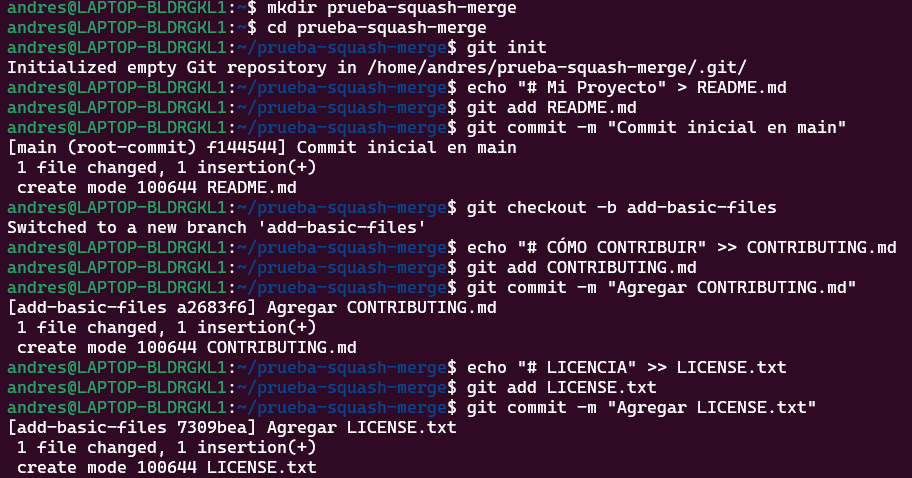 andres@LAPTOP-BLDRGKL1:~$ mkdir prueba-squash-merge
andres@LAPTOP-BLDRGKL1:~$ cd prueba-squash-merge
andres@LAPTOP-BLDRGKL1:~/prueba-squash-merge$ git init
Initialized empty Git repository in /home/andres/prueba-squash-merge/.git/
andres@LAPTOP-BLDRGKL1:~/prueba-squash-merge$ echo "# Mi Proyecto" > README.md
andres@LAPTOP-BLDRGKL1:~/prueba-squash-merge$ git add README.md
andres@LAPTOP-BLDRGKL1:~/prueba-squash-merge$ git commit -m "Commit inicial en main"
[main (root-commit) f144544] Commit inicial en main
 1 file changed, 1 insertion(+)
 create mode 100644 README.md
andres@LAPTOP-BLDRGKL1:~/prueba-squash-merge$ git checkout -b add-basic-files
Switched to a new branch 'add-basic-files'
andres@LAPTOP-BLDRGKL1:~/prueba-squash-merge$ echo "# CÓMO CONTRIBUIR" >> CONTRIBUTING.md
andres@LAPTOP-BLDRGKL1:~/prueba-squash-merge$ git add CONTRIBUTING.md
andres@LAPTOP-BLDRGKL1:~/prueba-squash-merge$ git commit -m "Agregar CONTRIBUTING.md"
[add-basic-files a2683f6] Agregar CONTRIBUTING.md
 1 file changed, 1 insertion(+)
 create mode 100644 CONTRIBUTING.md
andres@LAPTOP-BLDRGKL1:~/prueba-squash-merge$ echo "# LICENCIA" >> LICENSE.txt
andres@LAPTOP-BLDRGKL1:~/prueba-squash-merge$ git add LICENSE.txt
andres@LAPTOP-BLDRGKL1:~/prueba-squash-merge$ git commit -m "Agregar LICENSE.txt"
[add-basic-files 7309bea] Agregar LICENSE.txt
 1 file changed, 1 insertion(+)
 create mode 100644 LICENSE.txt